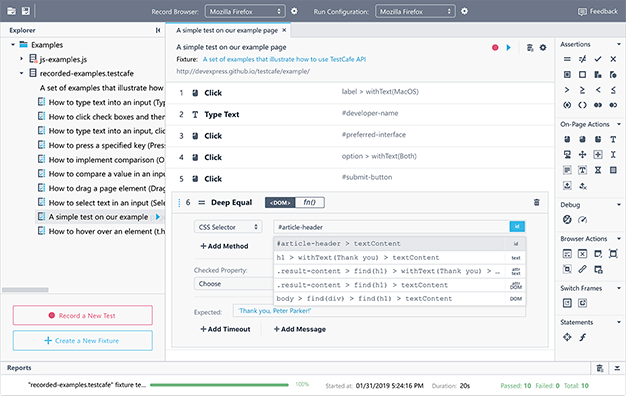 Record Browser: Mozilla Firefox Run Configuration: Mozilla Firefox Feedback
Explorer
Examples
js-examples.js
recorded-examples.testcafe
A set of examples that illustrate how
How to type text into an input (Typ
How to click check boxes and then
How to type text into an input, click
How to press a specified key (Press
How to implement comparison (O
How to compare a value in an inpu
How to drag a page element (Drag
How to select text in an input (Sele
A simple test on our example
How to hover over an element (t.h
Record a New Test
Create a New Fixture
A simple test on our example page ×
A simple test on our example page
Fixture: A set of examples that illustrate how to use TestCafe API
http://devexpress.github.io/testcafe/example/
1 Click label > withText(MacOS)
2 Type Text #developer-name
3 Click #preferred-interface
4 Click option > withText(Both)
5 Click #submit-button
6 Deep Equal <DOM> fn()
CSS Selector #article-header id
+ Add Method
#article-header > textContent id
h1 > withText(Thank you) > textContent text
.result-content > find(h1) > withText(Thank you) > … attr text
.result-content > find(h1) > textContent attr DOM
body > find(div) > find(h1) > textContent DOM
Checked Property:
Choose
Expected: 'Thank you, Peter Parker!'
+ Add Timeout + Add Message
Assertions
On-Page Actions
Debug
Browser Actions
Switch Frames
Statements
Reports
"recorded-examples.testcafe" fixture te... 100% Started at: 01/31/2019 5:24:16 PM Duration: 20s Passed: 10 Failed: 0 Total: 10